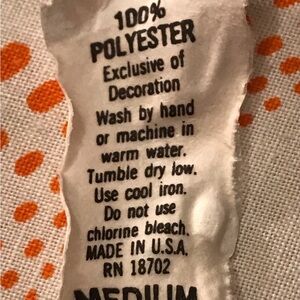 100%
POLYESTER
Exclusive of
Decoration
Wash by hand
or machine in
warm water.
Tumble dry low.
Use cool iron.
Do not use
chlorine bleach.
MADE IN U.S.A.
RN 18702
MEDIUM